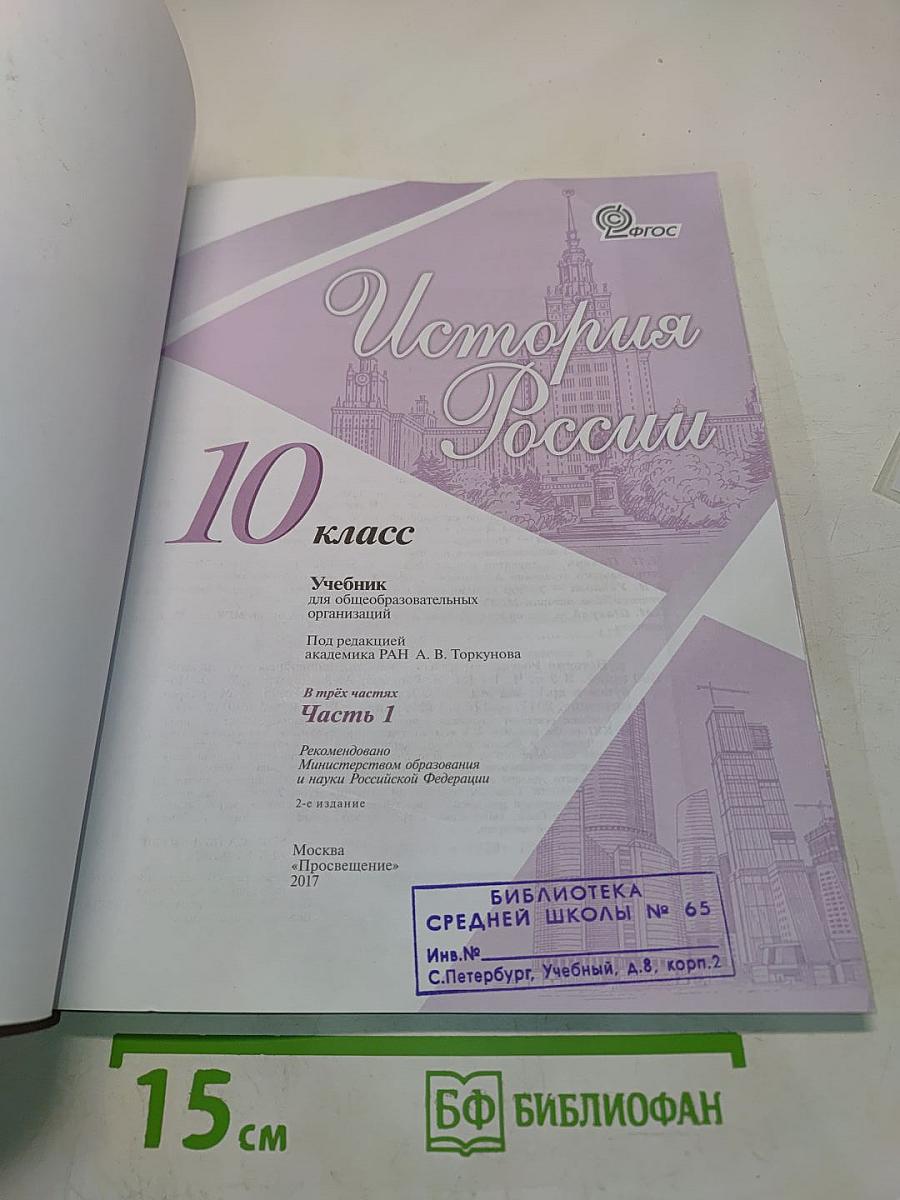 ФГОС
История
России
10 класс
Учебник
для общеобразовательных
организаций
Под редакцией
академика РАН А. В. Торкунова
В трёх частях
Часть 1
Рекомендовано
Министерством образования
и науки Российской Федерации
2-е издание
Москва
«Просвещение»
2017
БИБЛИОТЕКА
СРЕДНЕЙ ШКОЛЫ № 65
Инв.№
С.Петербург, Учебный, д.8, корп.2
15 см
БФ БИБЛИОФАН